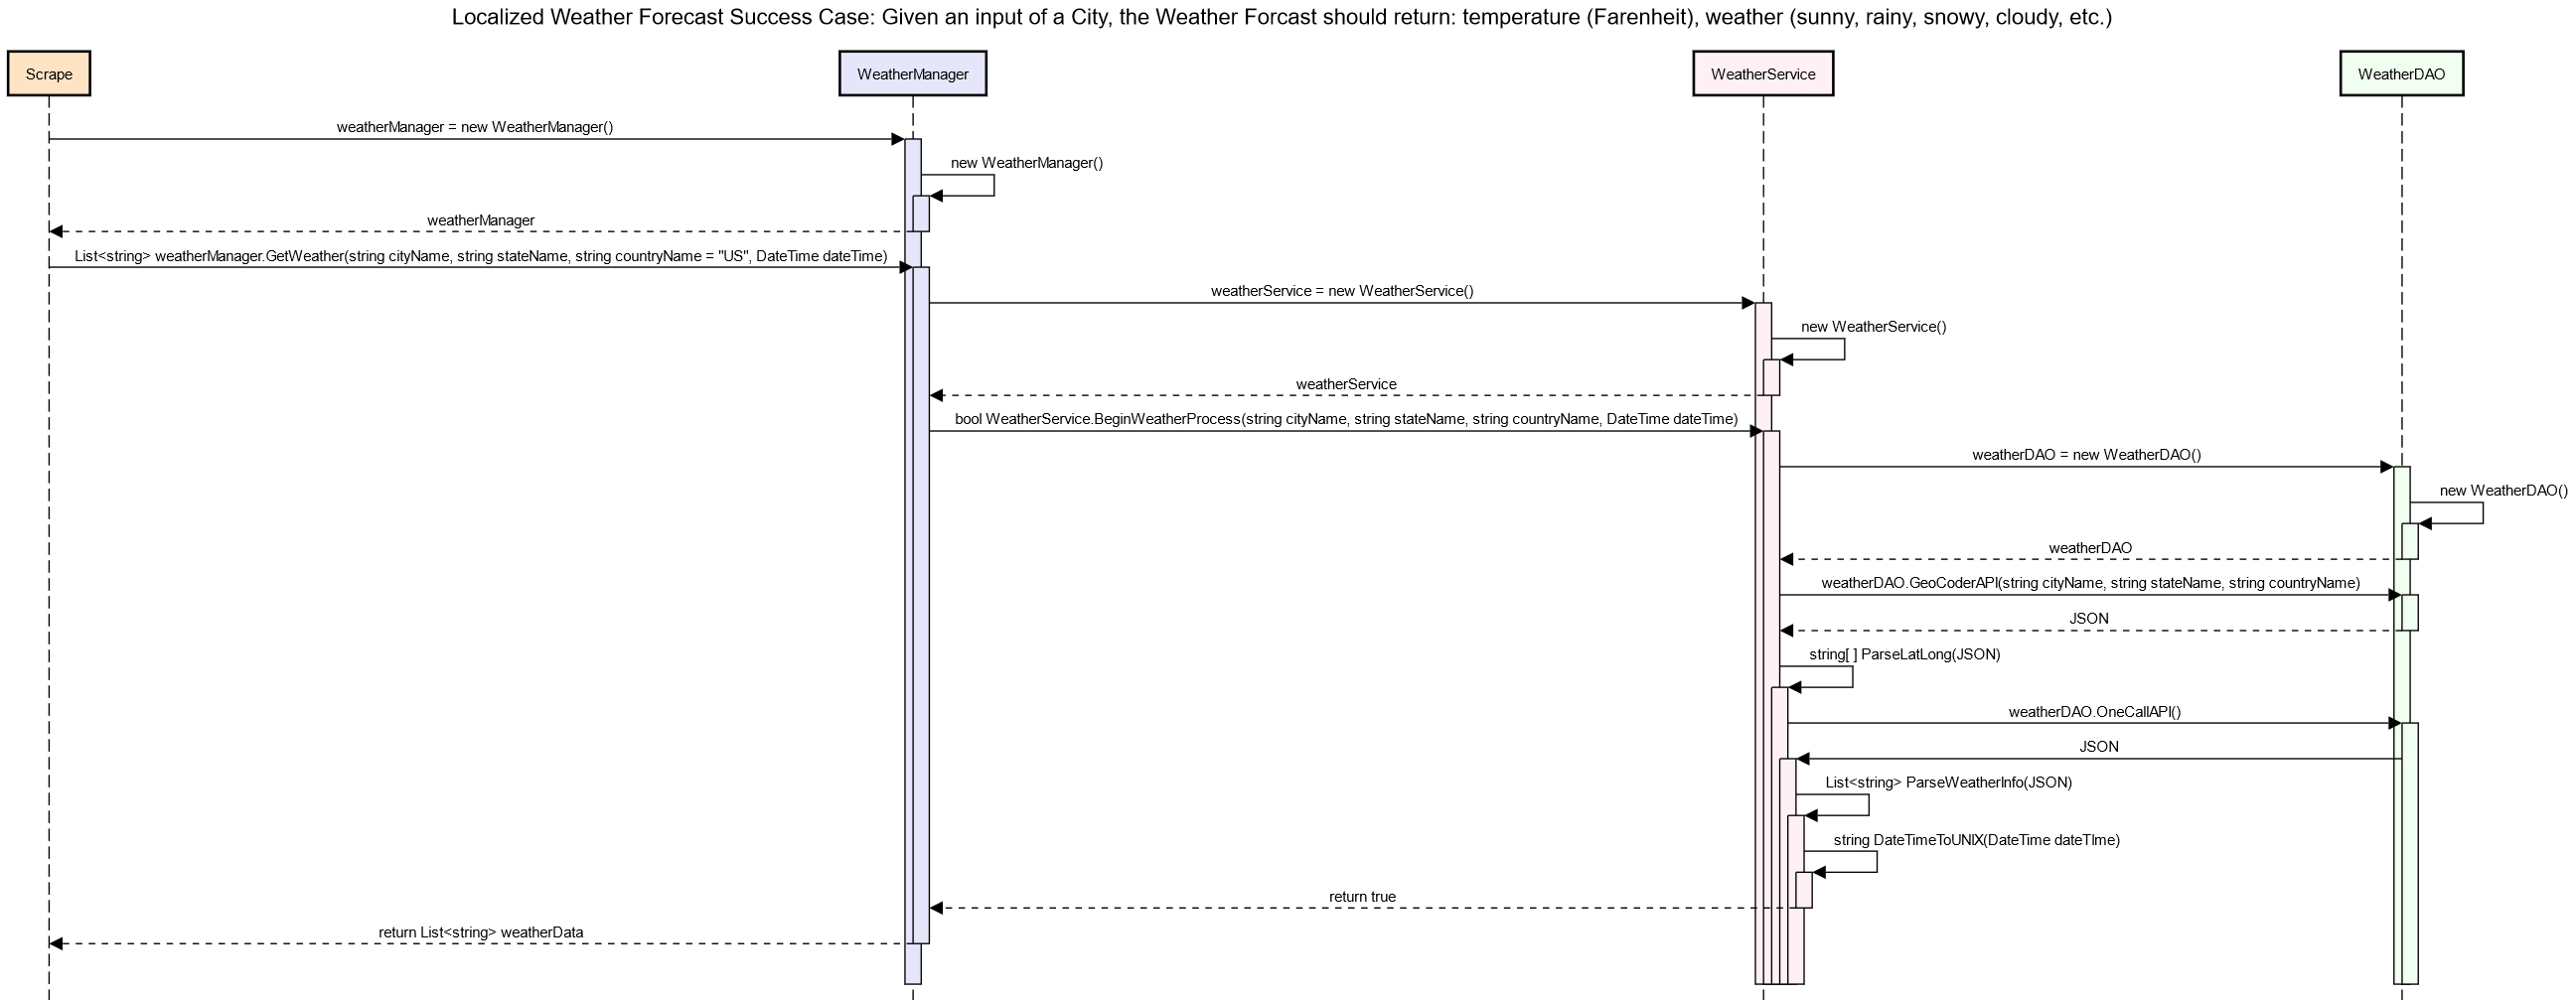 Localized Weather Forecast Success Case: Given an input of a City, the Weather Forcast should return: temperature (Farenheit), weather (sunny, rainy, snowy, cloudy, etc.)
Scrape
WeatherManager
WeatherService
WeatherDAO
weatherManager = new WeatherManager()
new WeatherManager()
weatherManager
List<string> weatherManager.GetWeather(string cityName, string stateName, string countryName = "US", DateTime dateTime)
weatherService = new WeatherService()
new WeatherService()
weatherService
bool WeatherService.BeginWeatherProcess(string cityName, string stateName, string countryName, DateTime dateTime)
weatherDAO = new WeatherDAO()
new WeatherDAO()
weatherDAO
weatherDAO.GeoCoderAPI(string cityName, string stateName, string countryName)
JSON
string[ ] ParseLatLong(JSON)
weatherDAO.OneCallAPI()
JSON
List<string> ParseWeatherInfo(JSON)
string DateTimeToUNIX(DateTime dateTIme)
return true
return List<string> weatherData